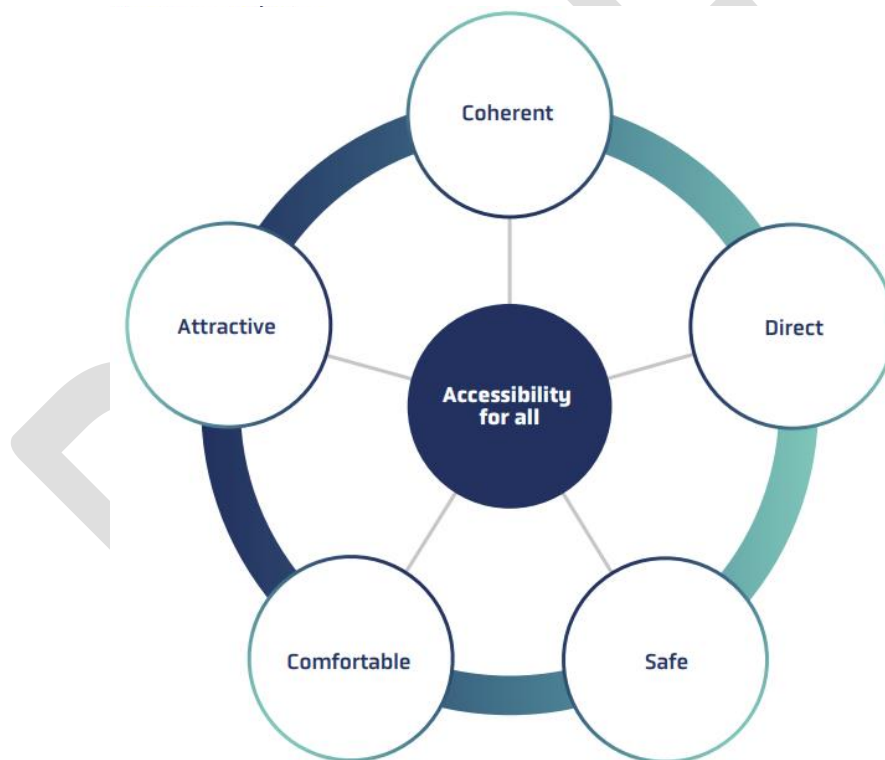 Coherent
Attractive
Direct
Accessibility
for all
Comfortable
Safe